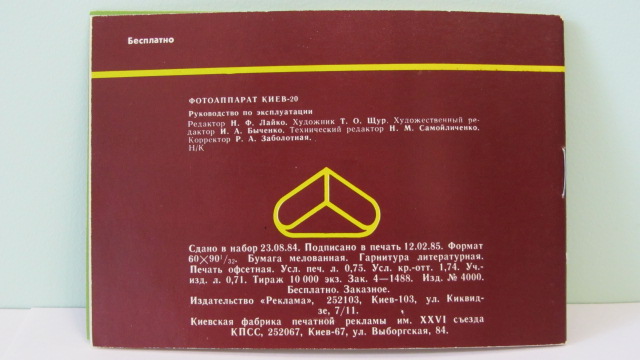 Бесплатно
ФОТОАППАРАТ КИЕВ-20
Руководство по эксплуатации
Редактор Н. Ф. Лайко. Художник Т. О. Щур. Художественный ре-
дактор И. А. Быченко. Технический редактор Н. М. Самойличенко.
Корректор Р. А. Заболотная.
Н/К
Сдано в набор 23.08.84. Подписано в печать 12.02.85. Формат
60×90¹/₃₂. Бумага мелованная. Гарнитура литературная.
Печать офсетная. Усл. печ. л. 0,75. Усл. кр.-отт. 1,74. Уч.-
изд. л. 0,71. Тираж 10 000 экз. Зак. 4—1488. Изд. № 4000.
Бесплатно. Заказное.
Издательство «Реклама», 252103, Киев-103, ул. Киквид-
зе, 7/11.
Киевская фабрика печатной рекламы им. XXVI съезда
КПСС, 252067, Киев-67, ул. Выборгская, 84.